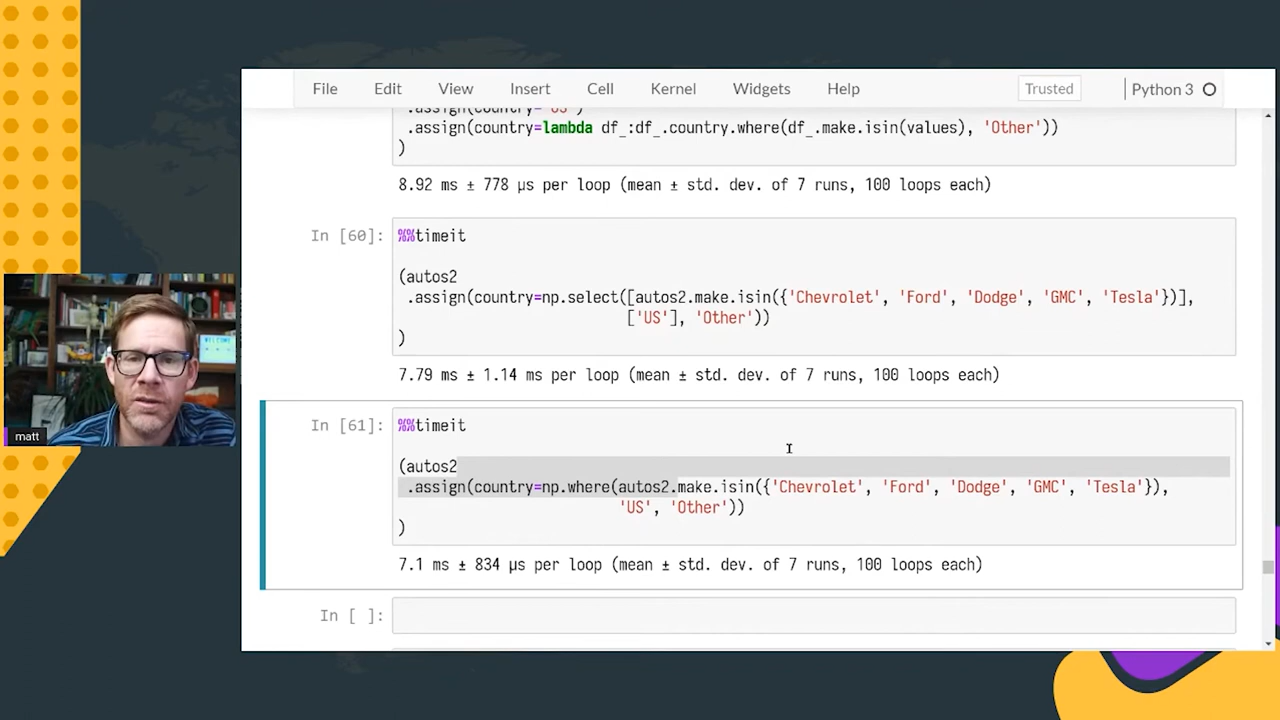 File Edit View Insert Cell Kernel Widgets Help Trusted Python 3
.assign(country='US')
.assign(country=lambda df_:df_.country.where(df_.make.isin(values), 'Other'))
)
8.92 ms ± 778 µs per loop (mean ± std. dev. of 7 runs, 100 loops each)
In [60]: %%timeit
(autos2
.assign(country=np.select([autos2.make.isin({'Chevrolet', 'Ford', 'Dodge', 'GMC', 'Tesla'})],
['US'], 'Other'))
)
7.79 ms ± 1.14 ms per loop (mean ± std. dev. of 7 runs, 100 loops each)
In [61]: %%timeit
(autos2
.assign(country=np.where(autos2.make.isin({'Chevrolet', 'Ford', 'Dodge', 'GMC', 'Tesla'}),
'US', 'Other'))
)
7.1 ms ± 834 µs per loop (mean ± std. dev. of 7 runs, 100 loops each)
In [ ]:
WELCOME
matt